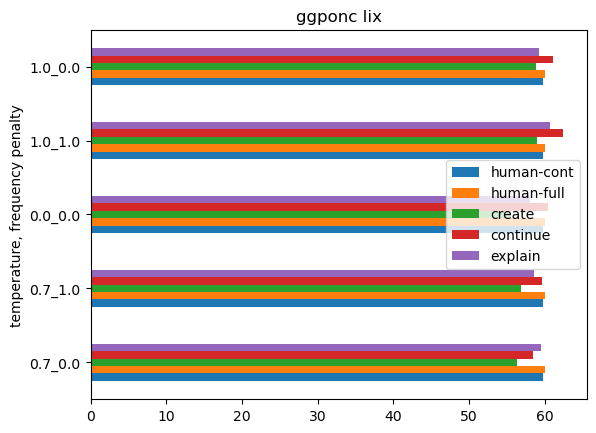 ggponc lix
temperature, frequency penalty
1.0_0.0
1.0_1.0
0.0_0.0
0.7_1.0
0.7_0.0
human-cont
human-full
create
continue
explain
0 10 20 30 40 50 60